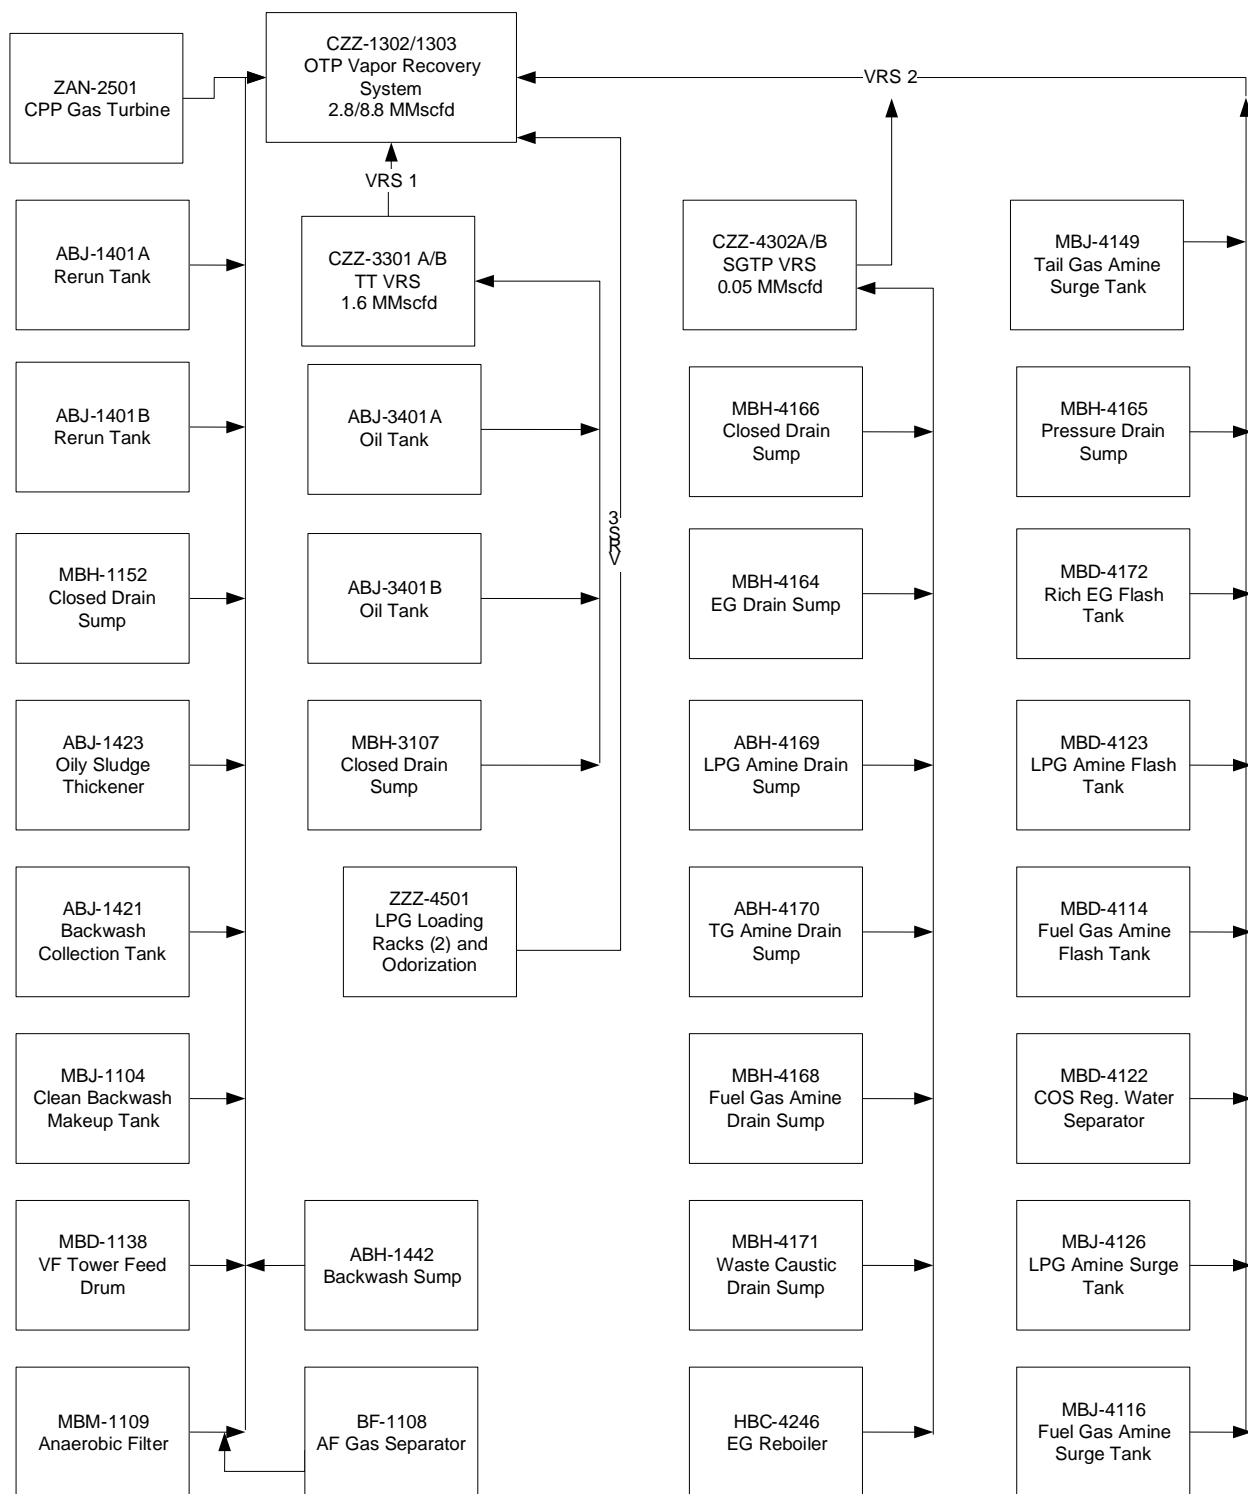 ZAN-2501
CPP Gas Turbine
CZZ-1302/1303
OTP Vapor Recovery
System
2.8/8.8 MMscfd
VRS 2
VRS 1
ABJ-1401A
Rerun Tank
CZZ-3301 A/B
TT VRS
1.6 MMscfd
CZZ-4302A/B
SGTP VRS
0.05 MMscfd
MBJ-4149
Tail Gas Amine
Surge Tank
ABJ-1401B
Rerun Tank
ABJ-3401A
Oil Tank
MBH-4166
Closed Drain
Sump
MBH-4165
Pressure Drain
Sump
VRS 3
MBH-1152
Closed Drain
Sump
ABJ-3401B
Oil Tank
MBH-4164
EG Drain Sump
MBD-4172
Rich EG Flash
Tank
ABJ-1423
Oily Sludge
Thickener
MBH-3107
Closed Drain
Sump
ABH-4169
LPG Amine Drain
Sump
MBD-4123
LPG Amine Flash
Tank
ABJ-1421
Backwash
Collection Tank
ZZZ-4501
LPG Loading
Racks (2) and
Odorization
ABH-4170
TG Amine Drain
Sump
MBD-4114
Fuel Gas Amine
Flash Tank
MBJ-1104
Clean Backwash
Makeup Tank
MBH-4168
Fuel Gas Amine
Drain Sump
MBD-4122
COS Reg. Water
Separator
MBD-1138
VF Tower Feed
Drum
ABH-1442
Backwash Sump
MBH-4171
Waste Caustic
Drain Sump
MBJ-4126
LPG Amine Surge
Tank
MBM-1109
Anaerobic Filter
BF-1108
AF Gas Separator
HBC-4246
EG Reboiler
MBJ-4116
Fuel Gas Amine
Surge Tank